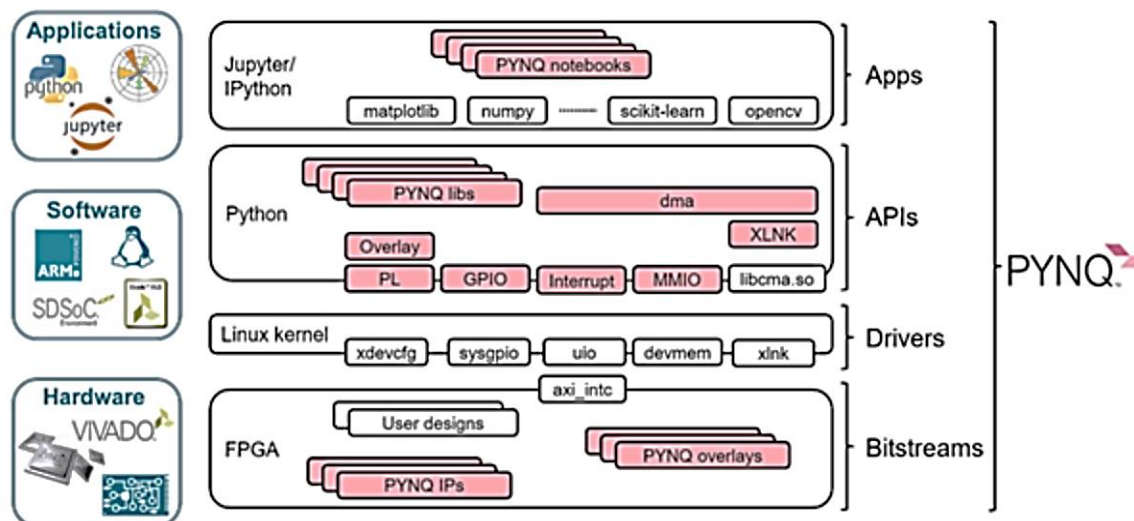 Applications
python
jupyter
Software
ARM
SDSoC
Environment
Hardware
VIVADO
Jupyter/
IPython
PYNQ notebooks
matplotlib
numpy
scikit-learn
opencv
Apps
Python
PYNQ libs
dma
Overlay
XLNK
PL
GPIO
Interrupt
MMIO
libcma.so
APIs
Linux kernel
xdevcfg
sysgpio
uio
devmem
xlnk
Drivers
axi_intc
FPGA
User designs
PYNQ overlays
PYNQ IPs
Bitstreams
PYNQ